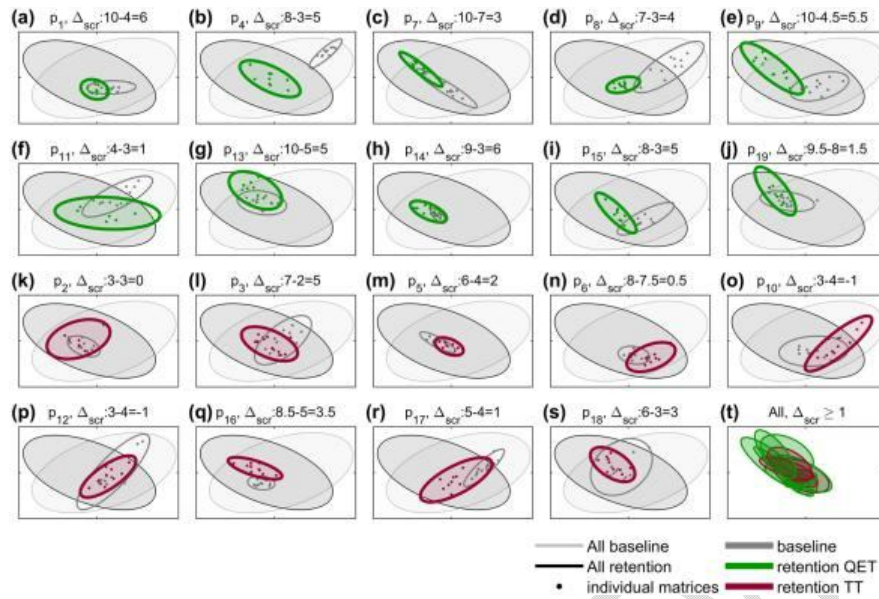 (a) p1, Δscr:10-4=6
(b) p4, Δscr:8-3=5
(c) p7, Δscr:10-7=3
(d) p8, Δscr:7-3=4
(e) p9, Δscr:10-4.5=5.5
(f) p11, Δscr:4-3=1
(g) p13, Δscr:10-5=5
(h) p14, Δscr:9-3=6
(i) p15, Δscr:8-3=5
(j) p19, Δscr:9.5-8=1.5
(k) p2, Δscr:3-3=0
(l) p3, Δscr:7-2=5
(m) p5, Δscr:6-4=2
(n) p6, Δscr:8-7.5=0.5
(o) p10, Δscr:3-4=-1
(p) p12, Δscr:3-4=-1
(q) p16, Δscr:8.5-5=3.5
(r) p17, Δscr:5-4=1
(s) p18, Δscr:6-3=3
(t) All, Δscr ≥ 1
All baseline
All retention
individual matrices
baseline
retention QET
retention TT